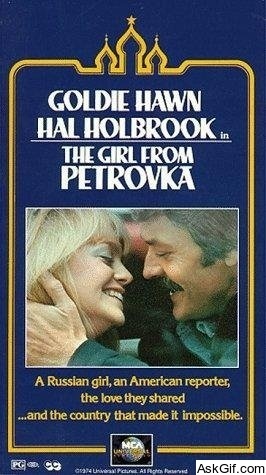 GOLDIE HAWN
HAL HOLBROOK in
THE GIRL FROM
PETROVKA
A Russian girl, an American reporter,
the love they shared
...and the country that made it impossible.
PG
MCA
UNIVERSAL
©1974 Universal Pictures. All Rights Reserved
AskGif.com